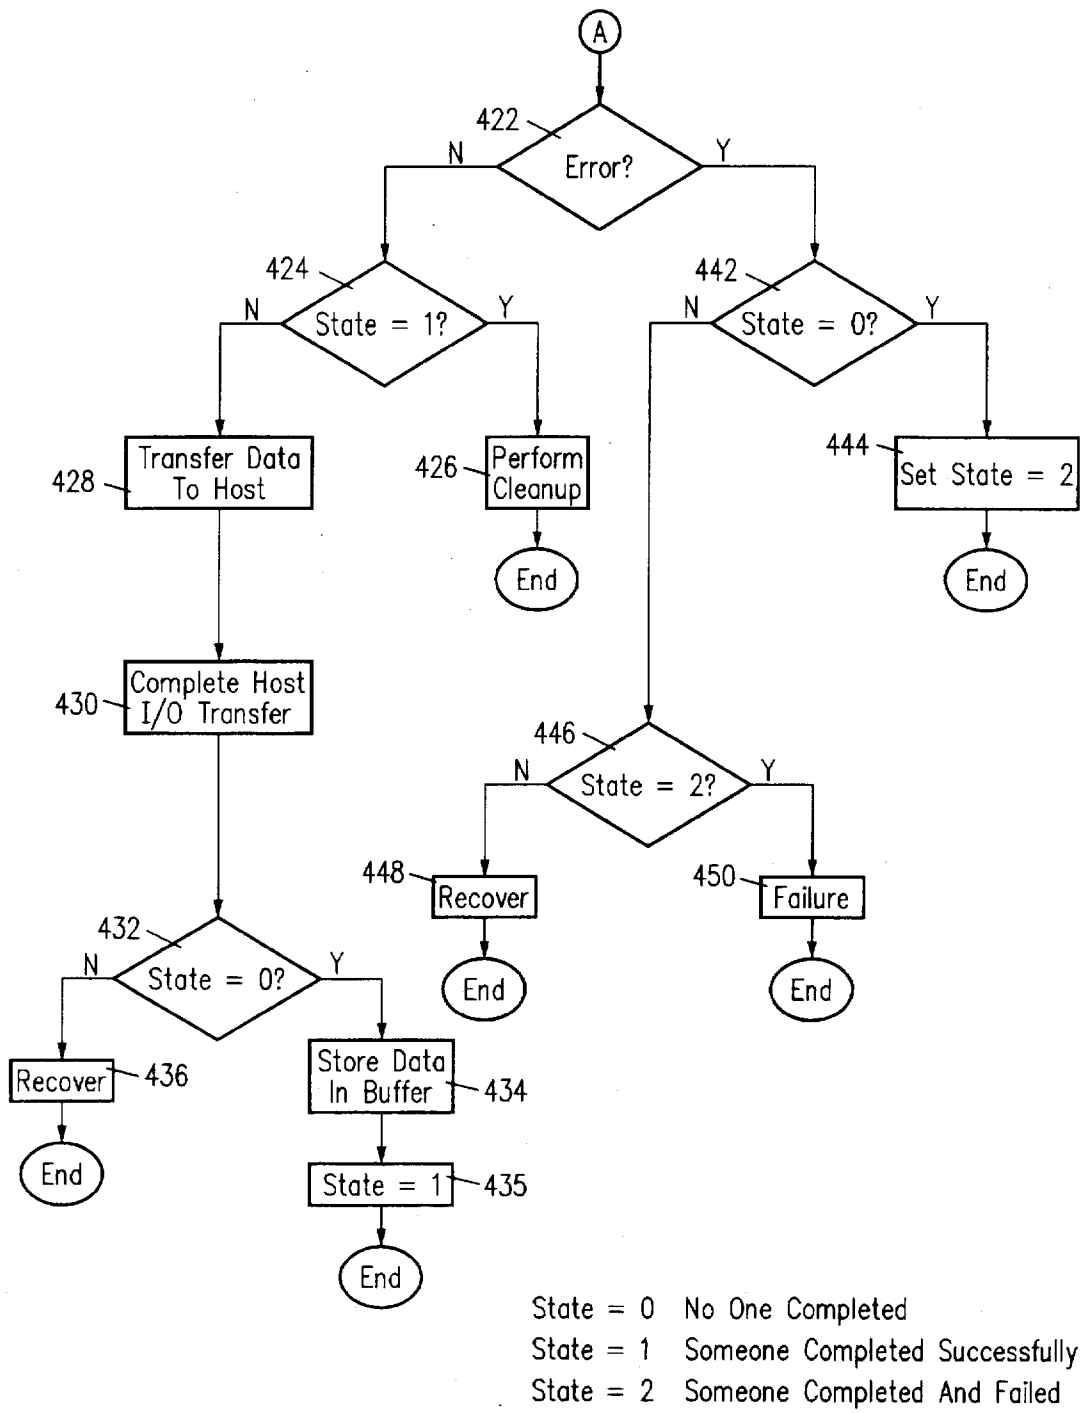 A
422
Error?
N
Y
424
State = 1?
N
Y
442
State = 0?
N
Y
428
Transfer Data
To Host
426
Perform
Cleanup
444
Set State = 2
End
End
430
Complete Host
I/O Transfer
446
State = 2?
N
Y
448
Recover
450
Failure
432
State = 0?
N
Y
End
End
Recover
436
Store Data
In Buffer
434
End
State = 1
435
End
State = 0 No One Completed
State = 1 Someone Completed Successfully
State = 2 Someone Completed And Failed